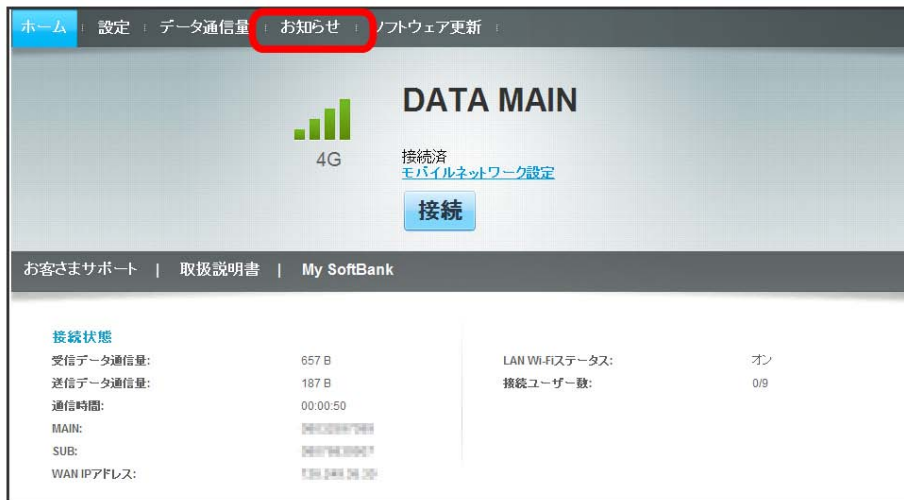 ホーム 設定 データ通信量 お知らせ フトウェア更新
DATA MAIN
4G
接続済
モバイルネットワーク設定
接続
お客さまサポート | 取扱説明書 | My SoftBank
接続状態
受信データ通信量: 657 B LAN Wi-Fiステータス: オン
送信データ通信量: 187 B 接続ユーザー数: 0/9
通信時間: 00:00:50
MAIN:
SUB:
WAN IPアドレス: